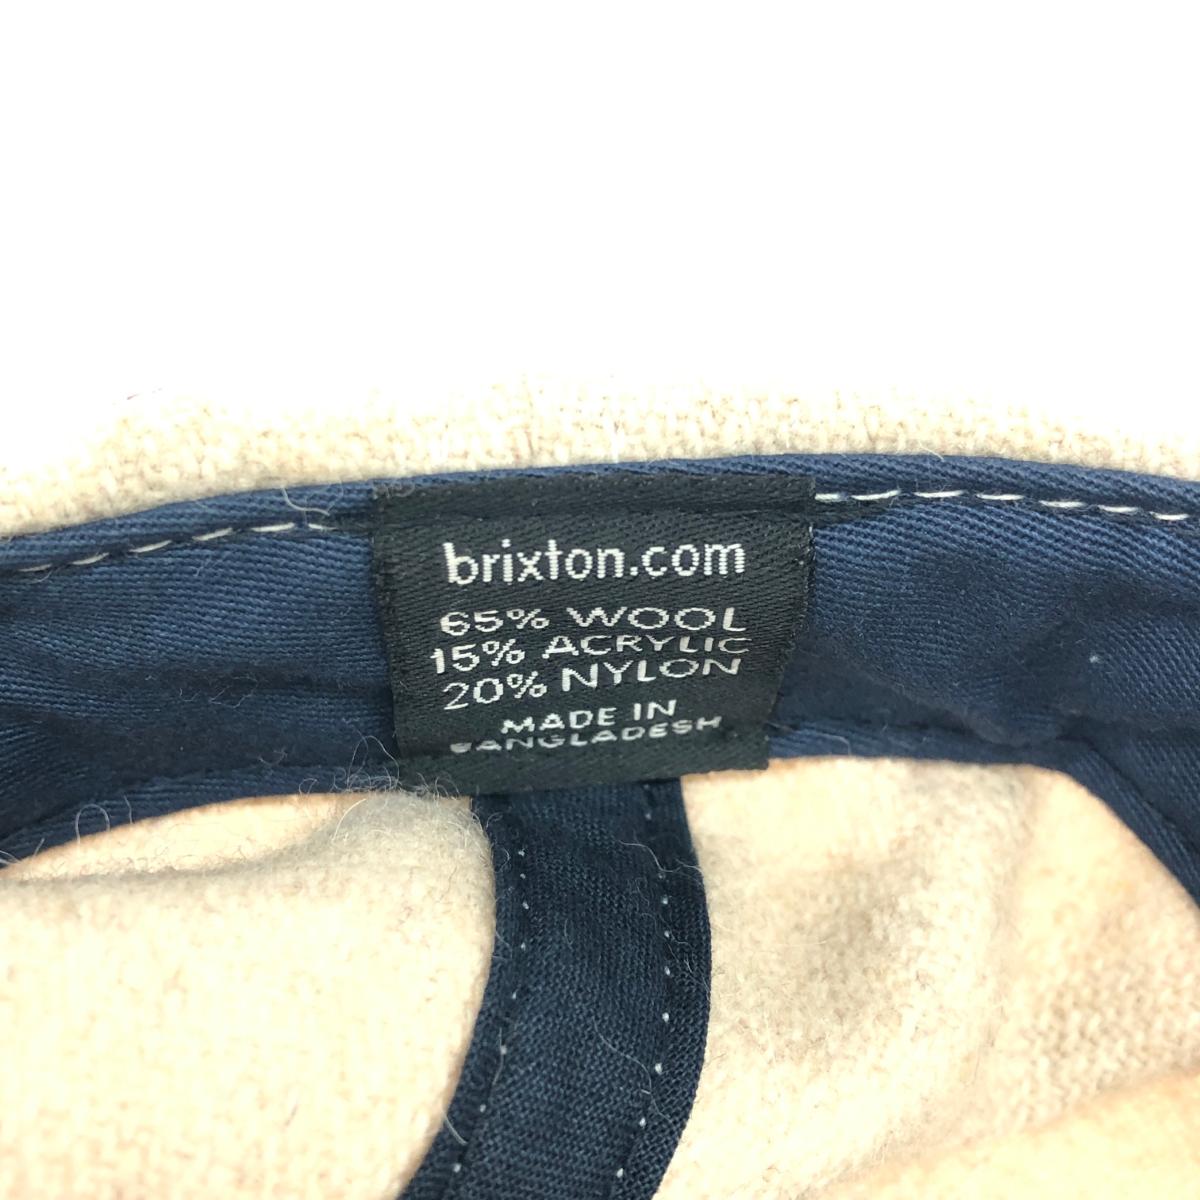 brixton.com
65% WOOL
15% ACRYLIC
20% NYLON
MADE IN
BANGLADESH